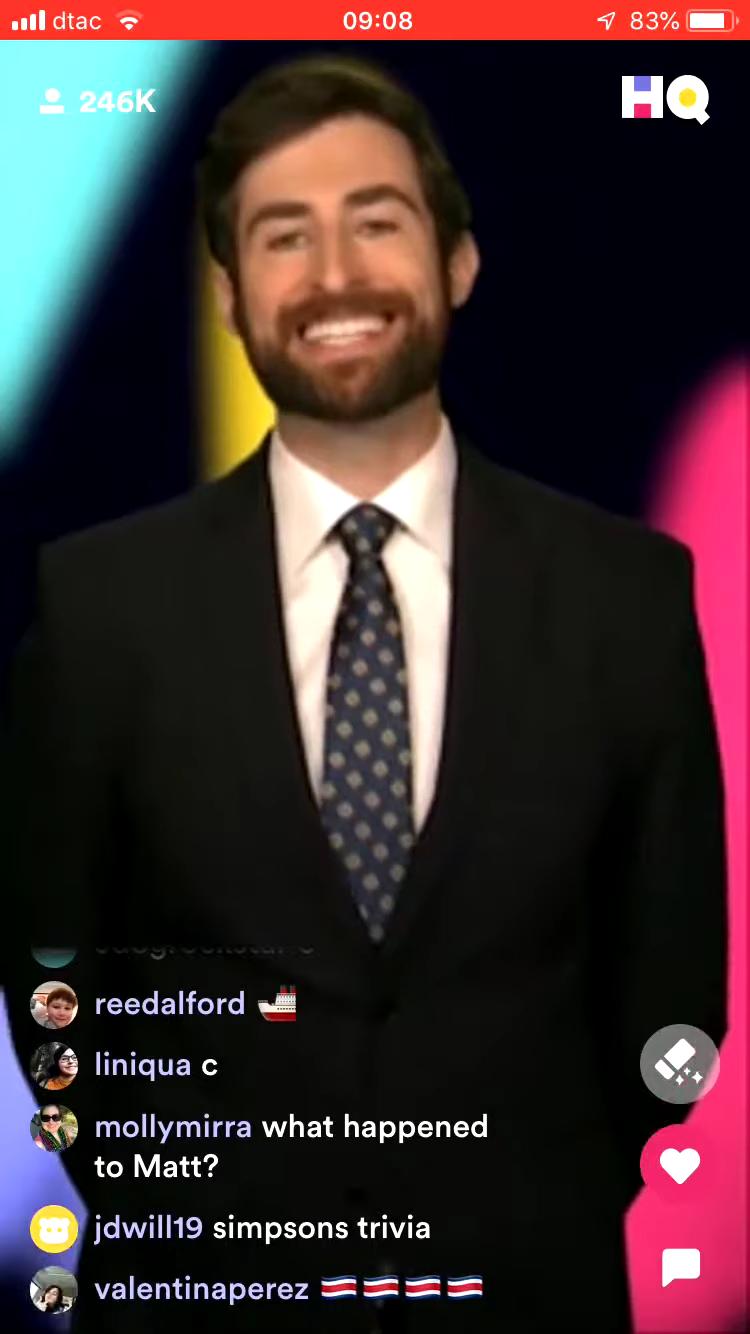 dtac 09:08 83%
246K HQ
reedalford
liniqua c
mollymirra what happened
to Matt?
jdwill19 simpsons trivia
valentinaperez